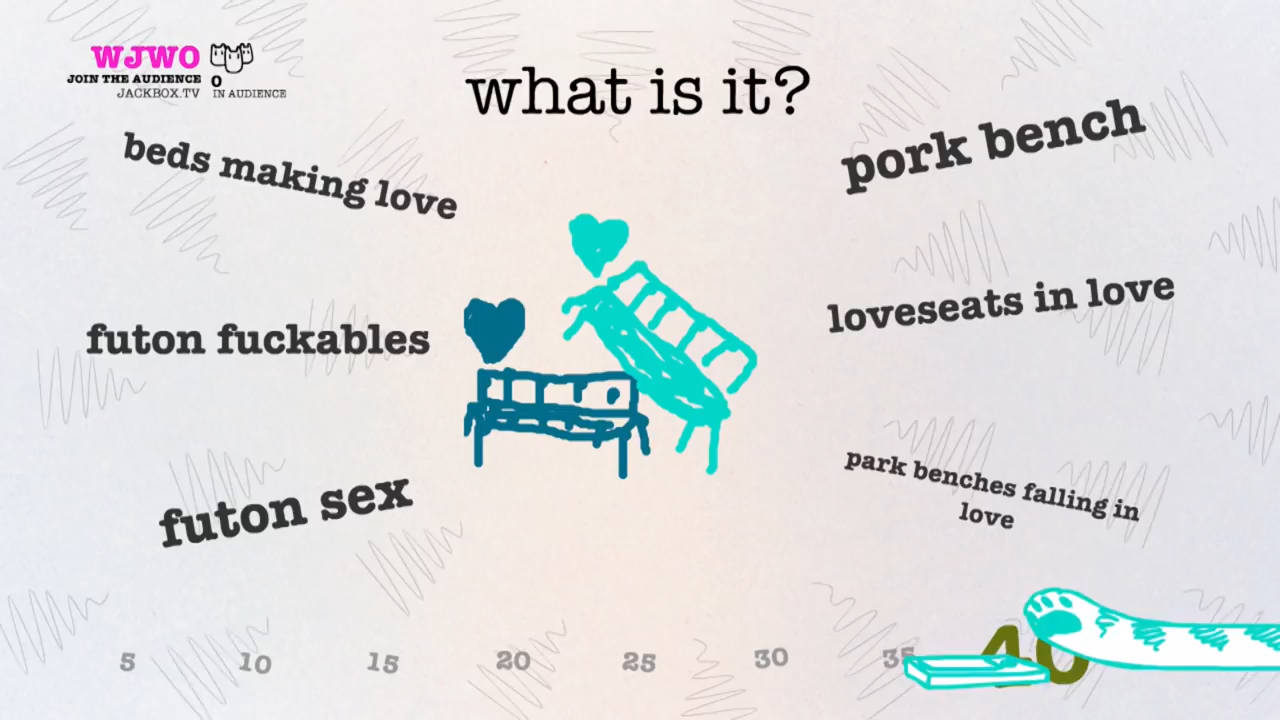 WJWO
JOIN THE AUDIENCE
JACKBOX.TV
0
IN AUDIENCE
what is it?
beds making love
pork bench
futon fuckables
loveseats in love
futon sex
park benches falling in
love
5 10 15 20 25 30 35 40